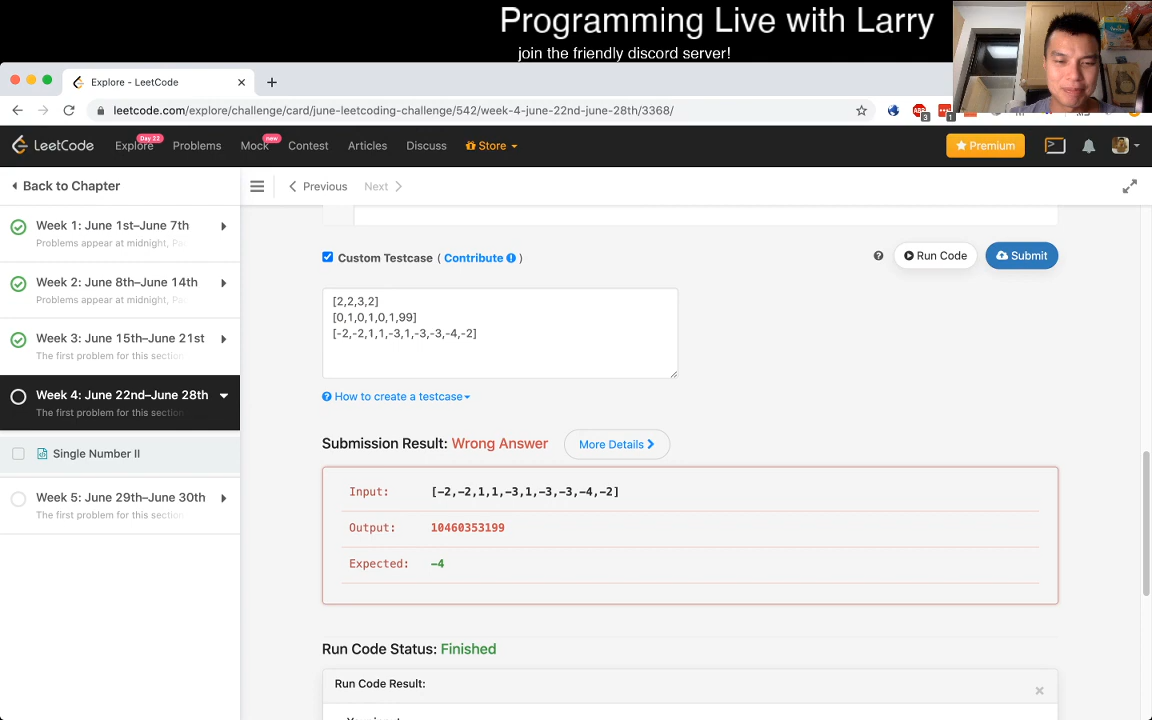 Programming Live with Larry
join the friendly discord server!
Explore - LeetCode
leetcode.com/explore/challenge/card/june-leetcoding-challenge/542/week-4-june-22nd-june-28th/3368/
ABP
3
1
LeetCode
Explore
Day 22
Problems
Mock
new
Contest
Articles
Discuss
Store
Premium
Back to Chapter
Previous
Next
Week 1: June 1st–June 7th
Problems appear at midnight,
Week 2: June 8th–June 14th
Problems appear at midnight,
Week 3: June 15th–June 21st
The first problem for this section
Week 4: June 22nd–June 28th
The first problem for this section
Single Number II
Week 5: June 29th–June 30th
The first problem for this section
Custom Testcase ( Contribute )
Run Code
Submit
[2,2,3,2]
[0,1,0,1,0,1,99]
[-2,-2,1,1,-3,1,-3,-3,-4,-2]
How to create a testcase
Submission Result: Wrong Answer
More Details
Input: [-2,-2,1,1,-3,1,-3,-3,-4,-2]
Output: 10460353199
Expected: -4
Run Code Status: Finished
Run Code Result: